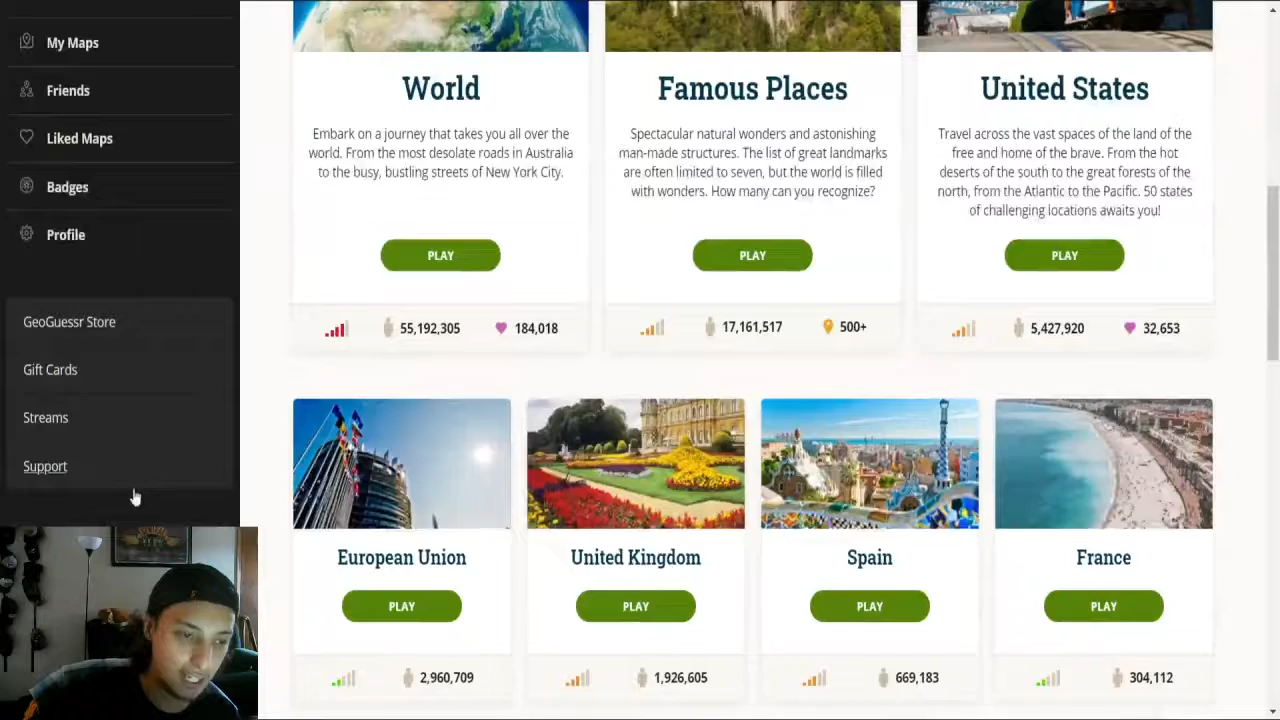 My Maps
Friends
Liked Maps
Badges
Profile
GeoGuessr Store
Gift Cards
Streams
Support
World
Embark on a journey that takes you all over the
world. From the most desolate roads in Australia
to the busy, bustling streets of New York City.
PLAY
55,192,305
184,018
Famous Places
Spectacular natural wonders and astonishing
man-made structures. The list of great landmarks
are often limited to seven, but the world is filled
with wonders. How many can you recognize?
PLAY
17,161,517
500+
United States
Travel across the vast spaces of the land of the
free and home of the brave. From the hot
deserts of the south to the great forests of the
north, from the Atlantic to the Pacific. 50 states
of challenging locations awaits you!
PLAY
5,427,920
32,653
European Union
PLAY
2,960,709
United Kingdom
PLAY
1,926,605
Spain
PLAY
669,183
France
PLAY
304,112